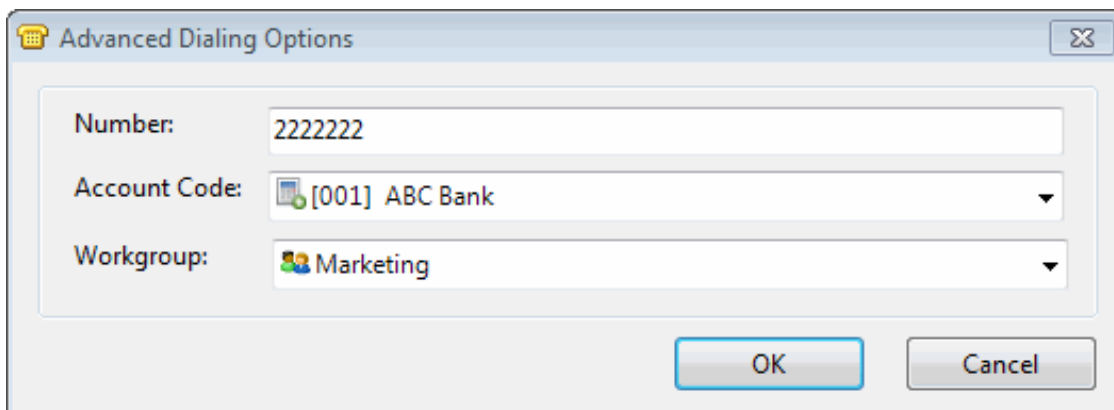 Advanced Dialing Options
Number: 2222222
Account Code: [001] ABC Bank
Workgroup: Marketing
OK Cancel